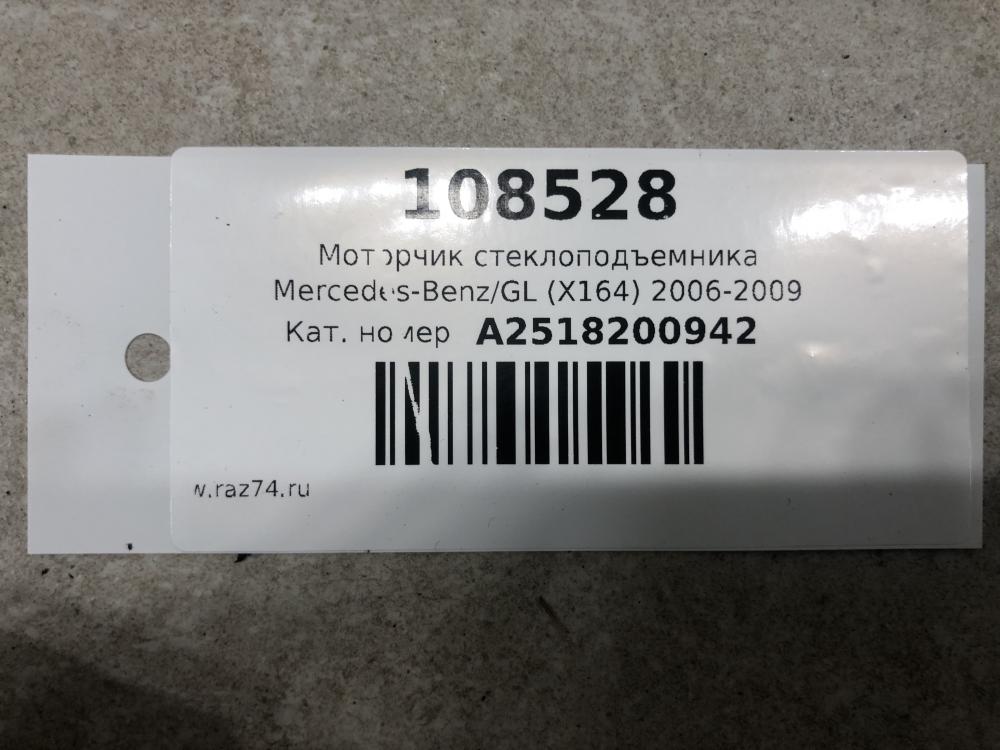 108528
Моторчик стеклоподъемника
Mercedes-Benz/GL (X164) 2006-2009
Кат. номер A2518200942
w.raz74.ru